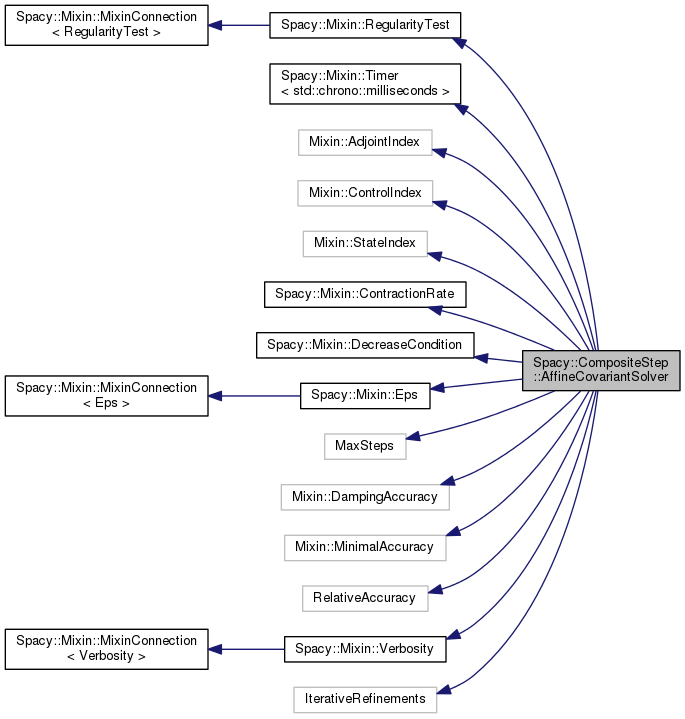 Spacy::Mixin::MixinConnection
< RegularityTest >
Spacy::Mixin::RegularityTest
Spacy::Mixin::Timer
< std::chrono::milliseconds >
Mixin::AdjointIndex
Mixin::ControlIndex
Mixin::StateIndex
Spacy::Mixin::ContractionRate
Spacy::Mixin::DecreaseCondition
Spacy::CompositeStep
::AffineCovariantSolver
Spacy::Mixin::MixinConnection
< Eps >
Spacy::Mixin::Eps
MaxSteps
Mixin::DampingAccuracy
Mixin::MinimalAccuracy
RelativeAccuracy
Spacy::Mixin::MixinConnection
< Verbosity >
Spacy::Mixin::Verbosity
IterativeRefinements